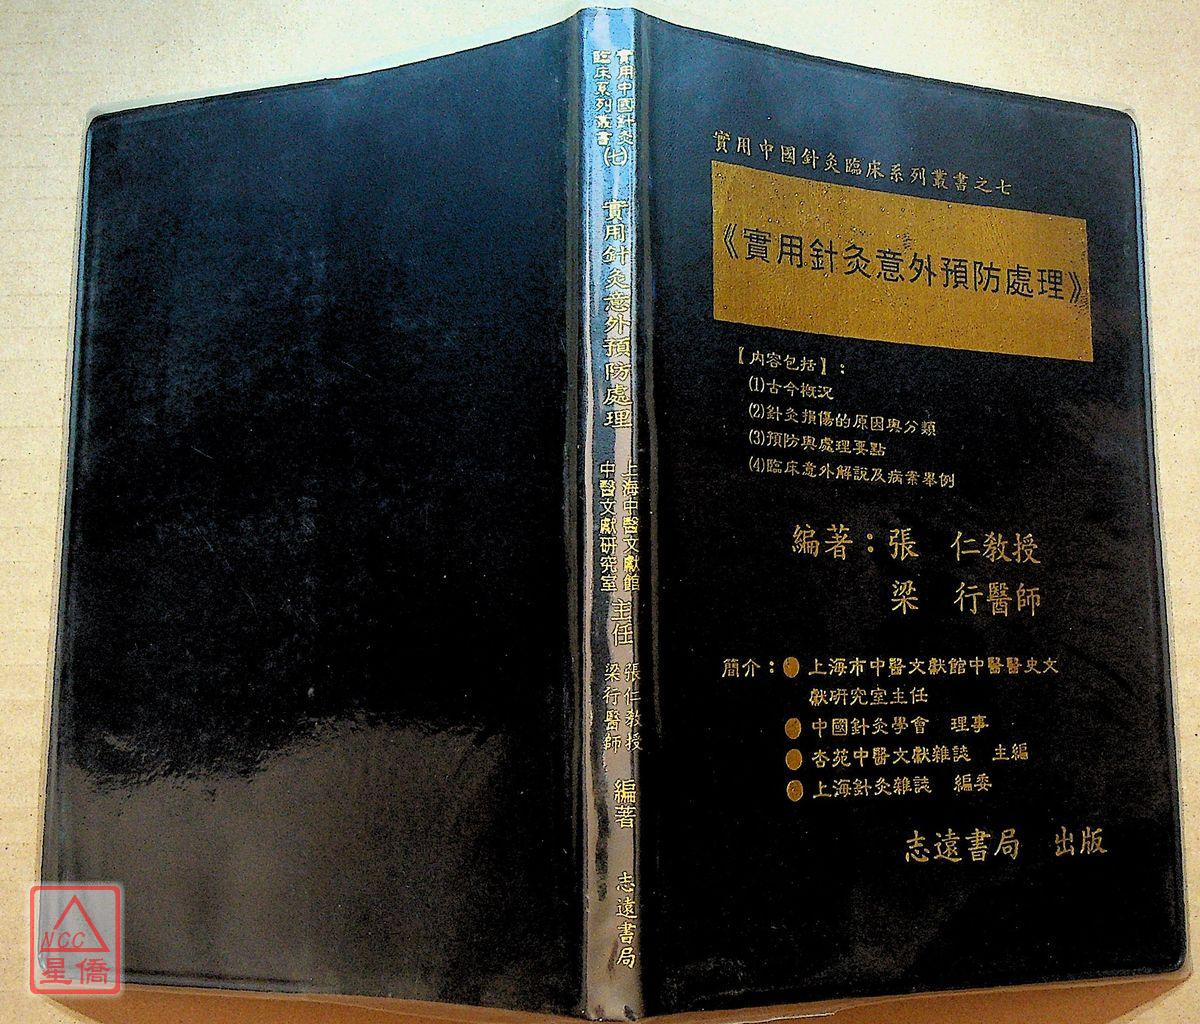 實用中國針灸
臨床系列叢書(七)
實用針灸意外預防處理
上海中醫文獻館
中醫文獻研究室
主任
張仁教授
梁行醫師
編著
志遠書局
實用中國針灸臨床系列叢書之七
《實用針灸意外預防處理》
【內容包括】：
⑴古今概況
⑵針灸損傷的原因與分類
⑶預防與處理要點
⑷臨床意外解說及病案舉例
編著：張　仁教授
梁　行醫師
簡介：●上海市中醫文獻館中醫醫史文
獻研究室主任
●中國針灸學會　理事
●杏苑中醫文獻雜誌　主編
●上海針灸雜誌　編委
志遠書局　出版
NCC
星僑